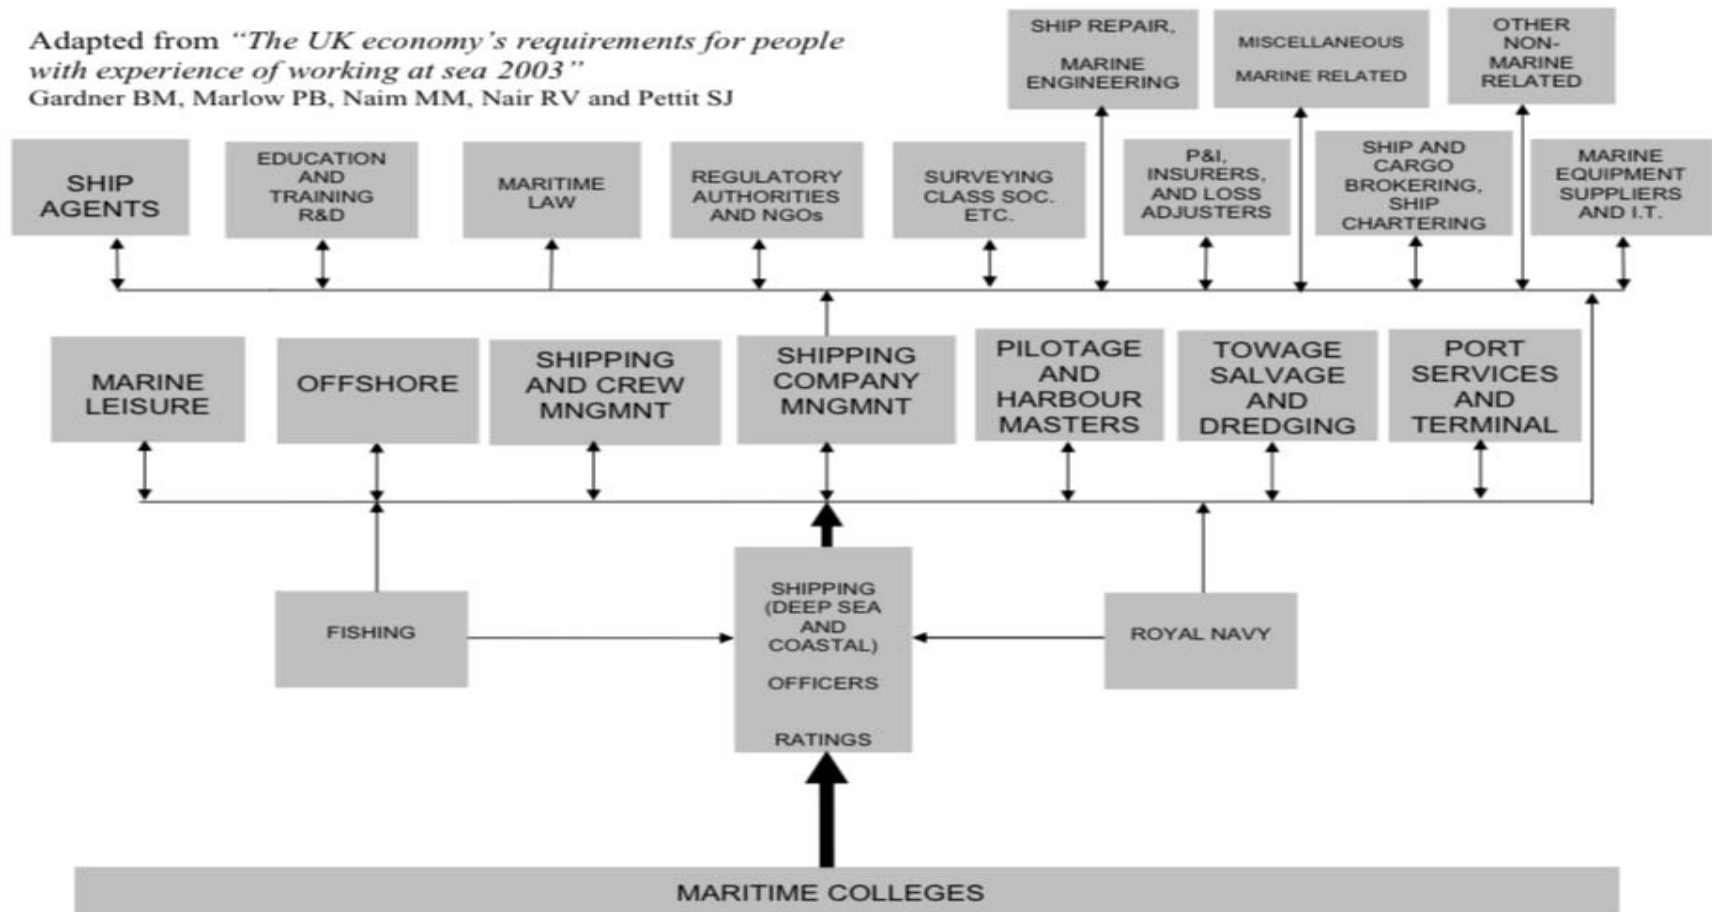 Adapted from “The UK economy’s requirements for people
with experience of working at sea 2003”
Gardner BM, Marlow PB, Naim MM, Nair RV and Pettit SJ
SHIP REPAIR,
MARINE
ENGINEERING
MISCELLANEOUS
MARINE RELATED
OTHER
NON-
MARINE
RELATED
SHIP
AGENTS
EDUCATION
AND
TRAINING
R&D
MARITIME
LAW
REGULATORY
AUTHORITIES
AND NGOs
SURVEYING
CLASS SOC.
ETC.
P&I,
INSURERS,
AND LOSS
ADJUSTERS
SHIP AND
CARGO
BROKERING,
SHIP
CHARTERING
MARINE
EQUIPMENT
SUPPLIERS
AND I.T.
MARINE
LEISURE
OFFSHORE
SHIPPING
AND CREW
MNGMNT
SHIPPING
COMPANY
MNGMNT
PILOTAGE
AND
HARBOUR
MASTERS
TOWAGE
SALVAGE
AND
DREDGING
PORT
SERVICES
AND
TERMINAL
FISHING
SHIPPING
(DEEP SEA
AND
COASTAL)
OFFICERS
RATINGS
ROYAL NAVY
MARITIME COLLEGES